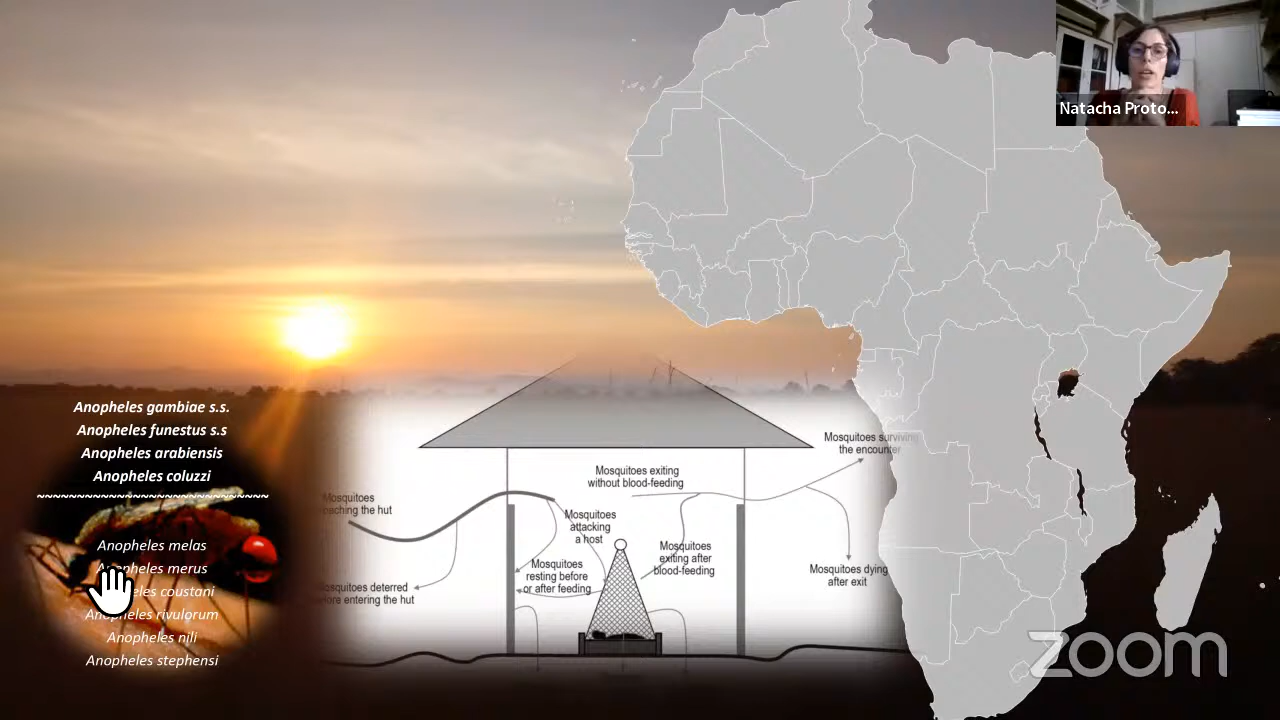 Natacha Proto...
Anopheles gambiae s.s.
Anopheles funestus s.s
Anopheles arabiensis
Anopheles coluzzi
~~~~~~~~~~~~~~~~~~~~~~~~~~~~
Anopheles melas
Anopheles merus
eles coustani
Anopheles rivulorum
Anopheles nili
Anopheles stephensi
Mosquitoes
aching the hut
Mosquitoes deterred
ore entering the hut
Mosquitoes exiting
without blood-feeding
Mosquitoes
attacking
a host
Mosquitoes
resting before
or after feeding
Mosquitoes
exiting after
blood-feeding
Mosquitoes surviving
the encounter
Mosquitoes dying
after exit
zoom